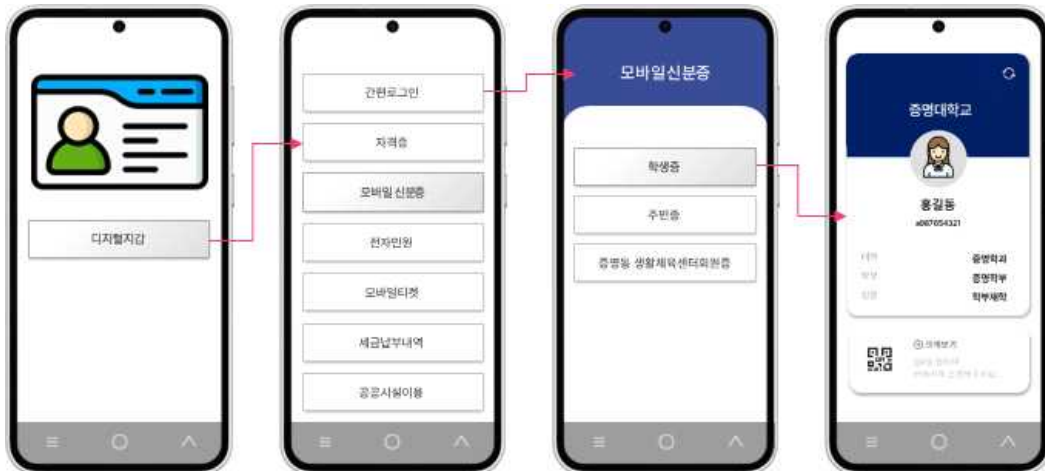 디지털지갑
간편로그인
자격증
모바일 신분증
전자민원
모바일티켓
세금납부내역
공공시설이용
모바일신분증
학생증
주민증
증명동 생활체육센터회원증
증명대학교
홍길동
a987654321
증명학과
증명학부
학부재학
크게보기